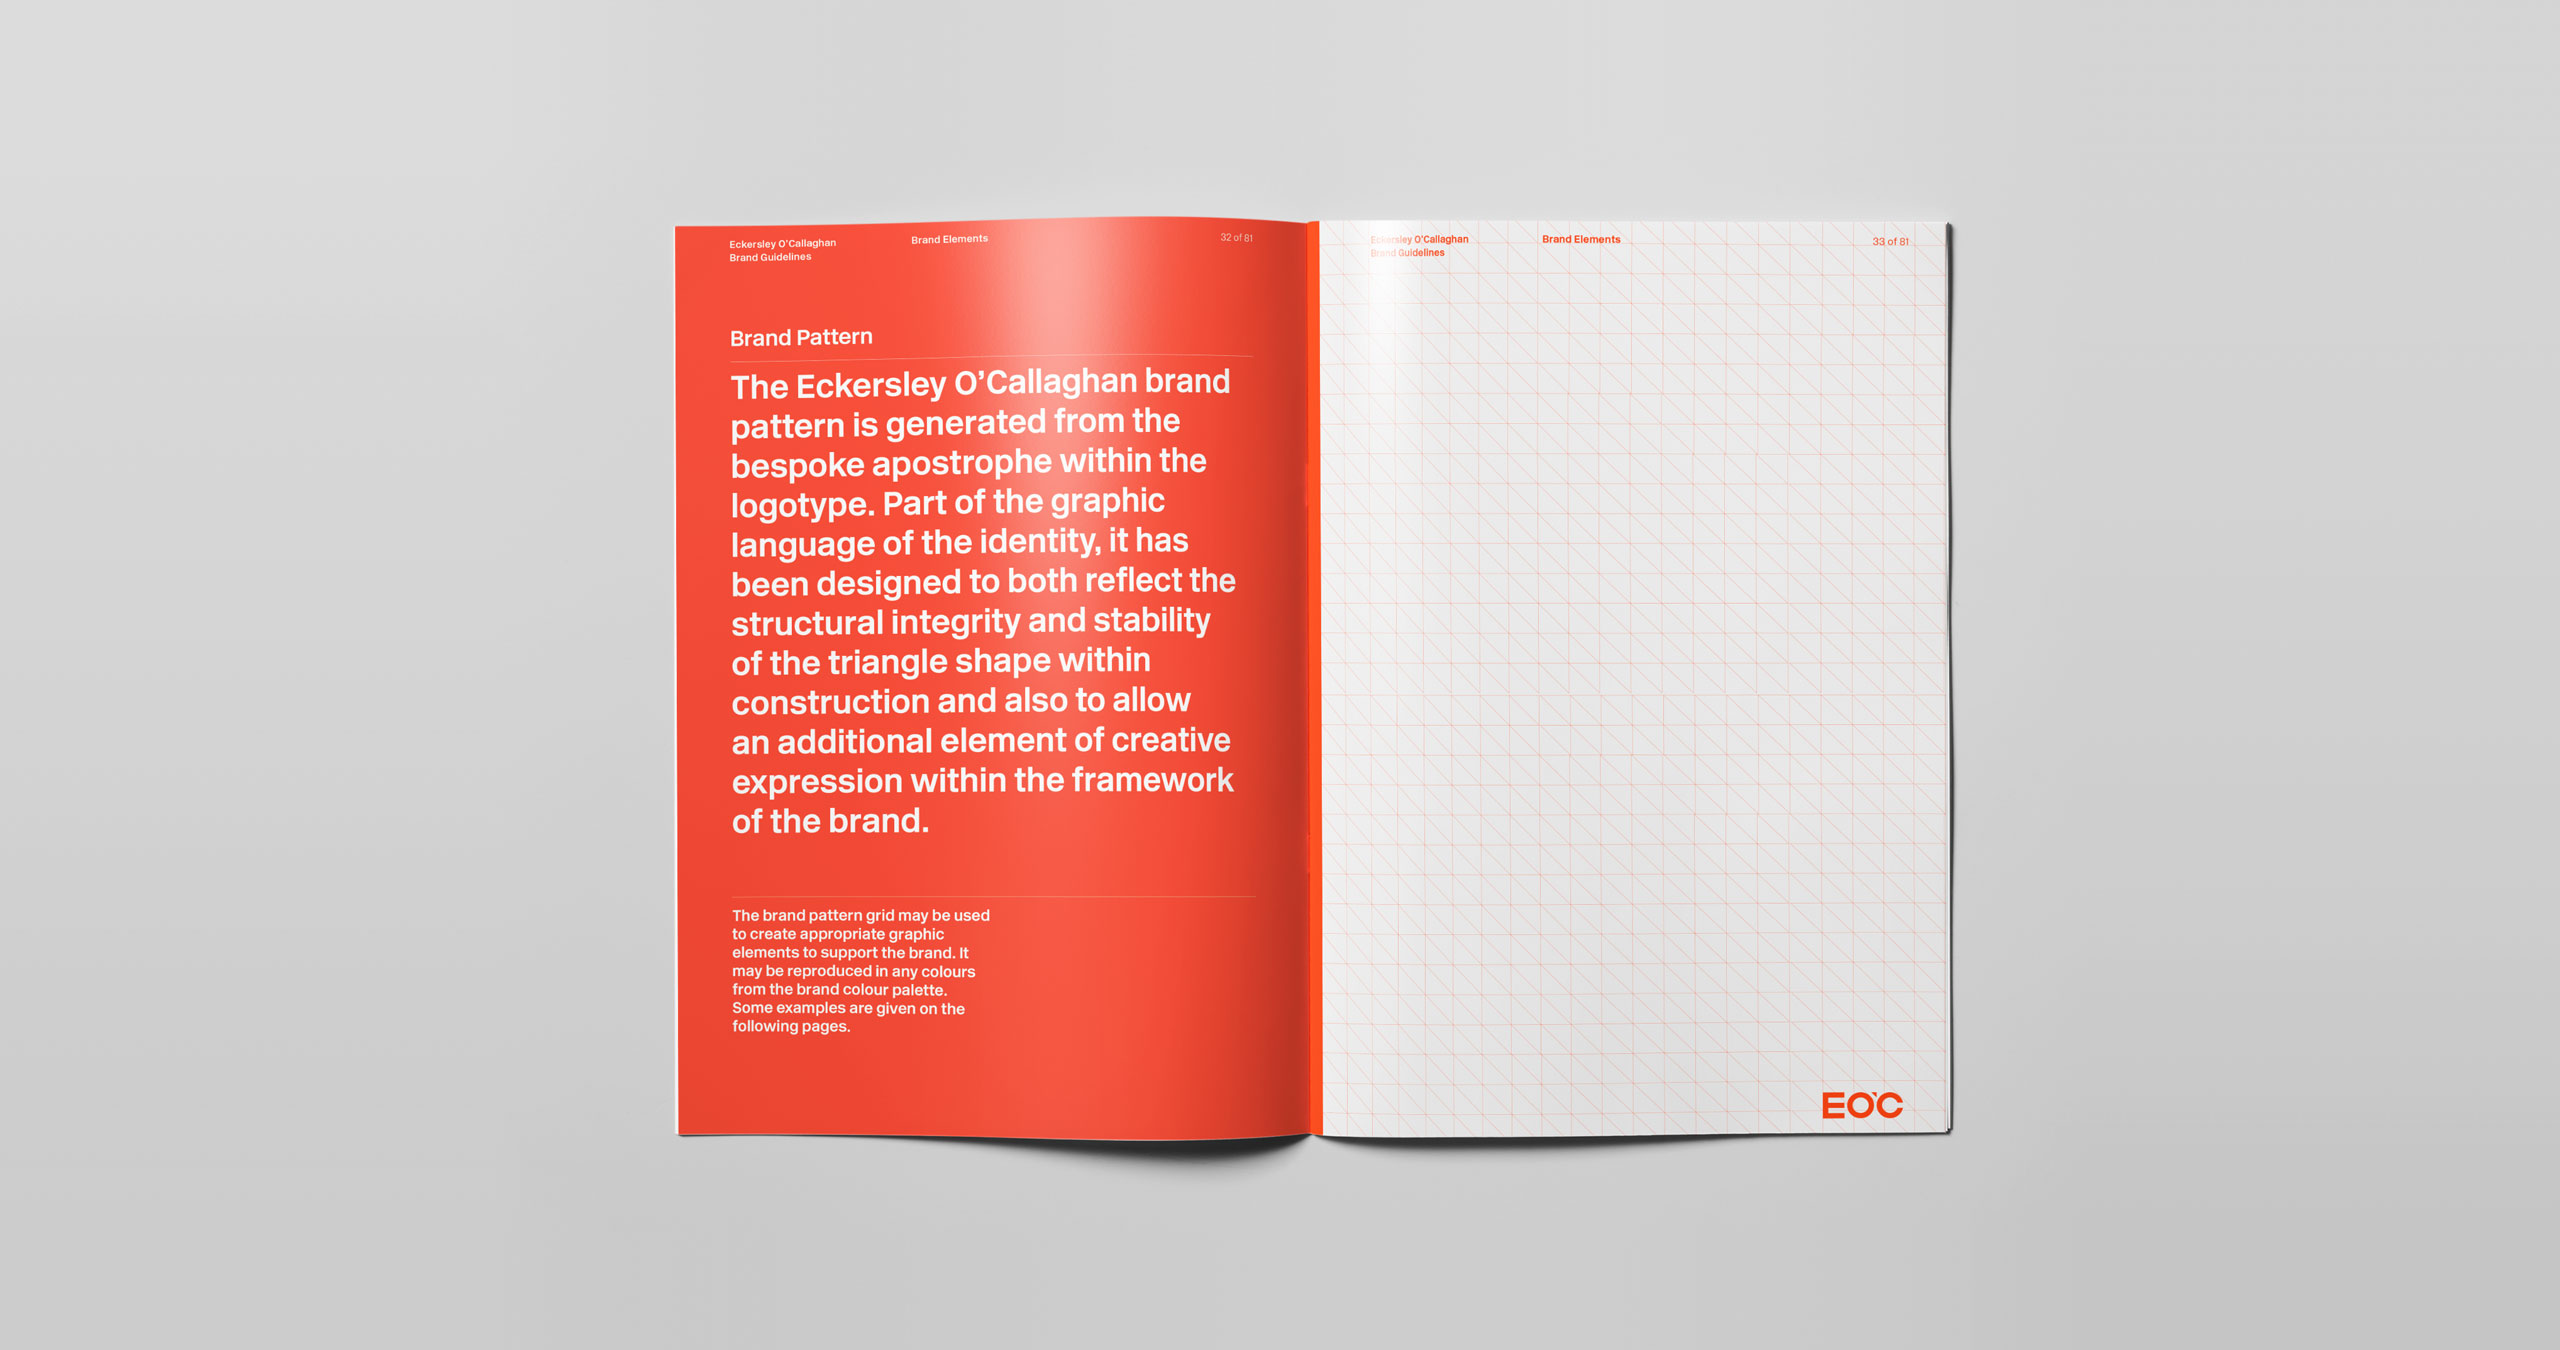 Eckersley O’Callaghan
Brand Guidelines
Brand Elements
32 of 81
Brand Pattern
The Eckersley O’Callaghan brand
pattern is generated from the
bespoke apostrophe within the
logotype. Part of the graphic
language of the identity, it has
been designed to both reflect the
structural integrity and stability
of the triangle shape within
construction and also to allow
an additional element of creative
expression within the framework
of the brand.
The brand pattern grid may be used
to create appropriate graphic
elements to support the brand. It
may be reproduced in any colours
from the brand colour palette.
Some examples are given on the
following pages.
Eckersley O’Callaghan
Brand Guidelines
Brand Elements
33 of 81
EO’C